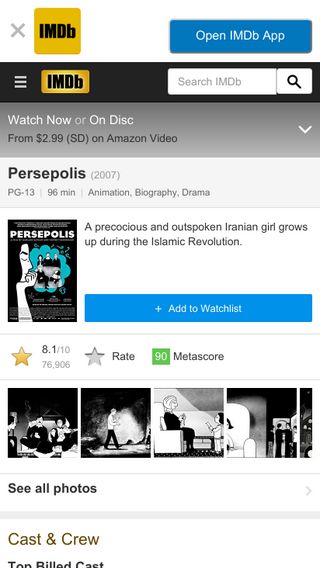 IMDb
Open IMDb App
IMDb
Search IMDb
Watch Now or On Disc
From $2.99 (SD) on Amazon Video
Persepolis (2007)
PG-13 | 96 min | Animation, Biography, Drama
PERSEPOLIS
A precocious and outspoken Iranian girl grows
up during the Islamic Revolution.
+ Add to Watchlist
8.1/10
76,906
Rate
90 Metascore
See all photos
Cast & Crew
Top Billed Cast